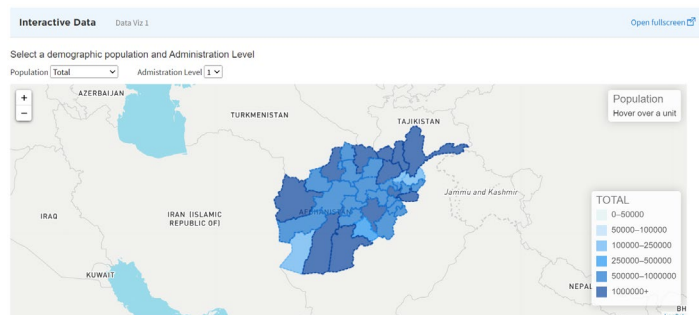 Interactive Data Data Viz 1 Open fullscreen
Select a demographic population and Administration Level
Population Total Admistration Level 1
+
−
AZERBAIJAN
TURKMENISTAN
TAJIKISTAN
Population
Hover over a unit
Jammu and Kashmir
AFGHANISTAN
IRAQ
IRAN (ISLAMIC
REPUBLIC OF)
KUWAIT
NEPAL
BH
TOTAL
0–50000
50000–100000
100000–250000
250000–500000
500000–1000000
1000000+